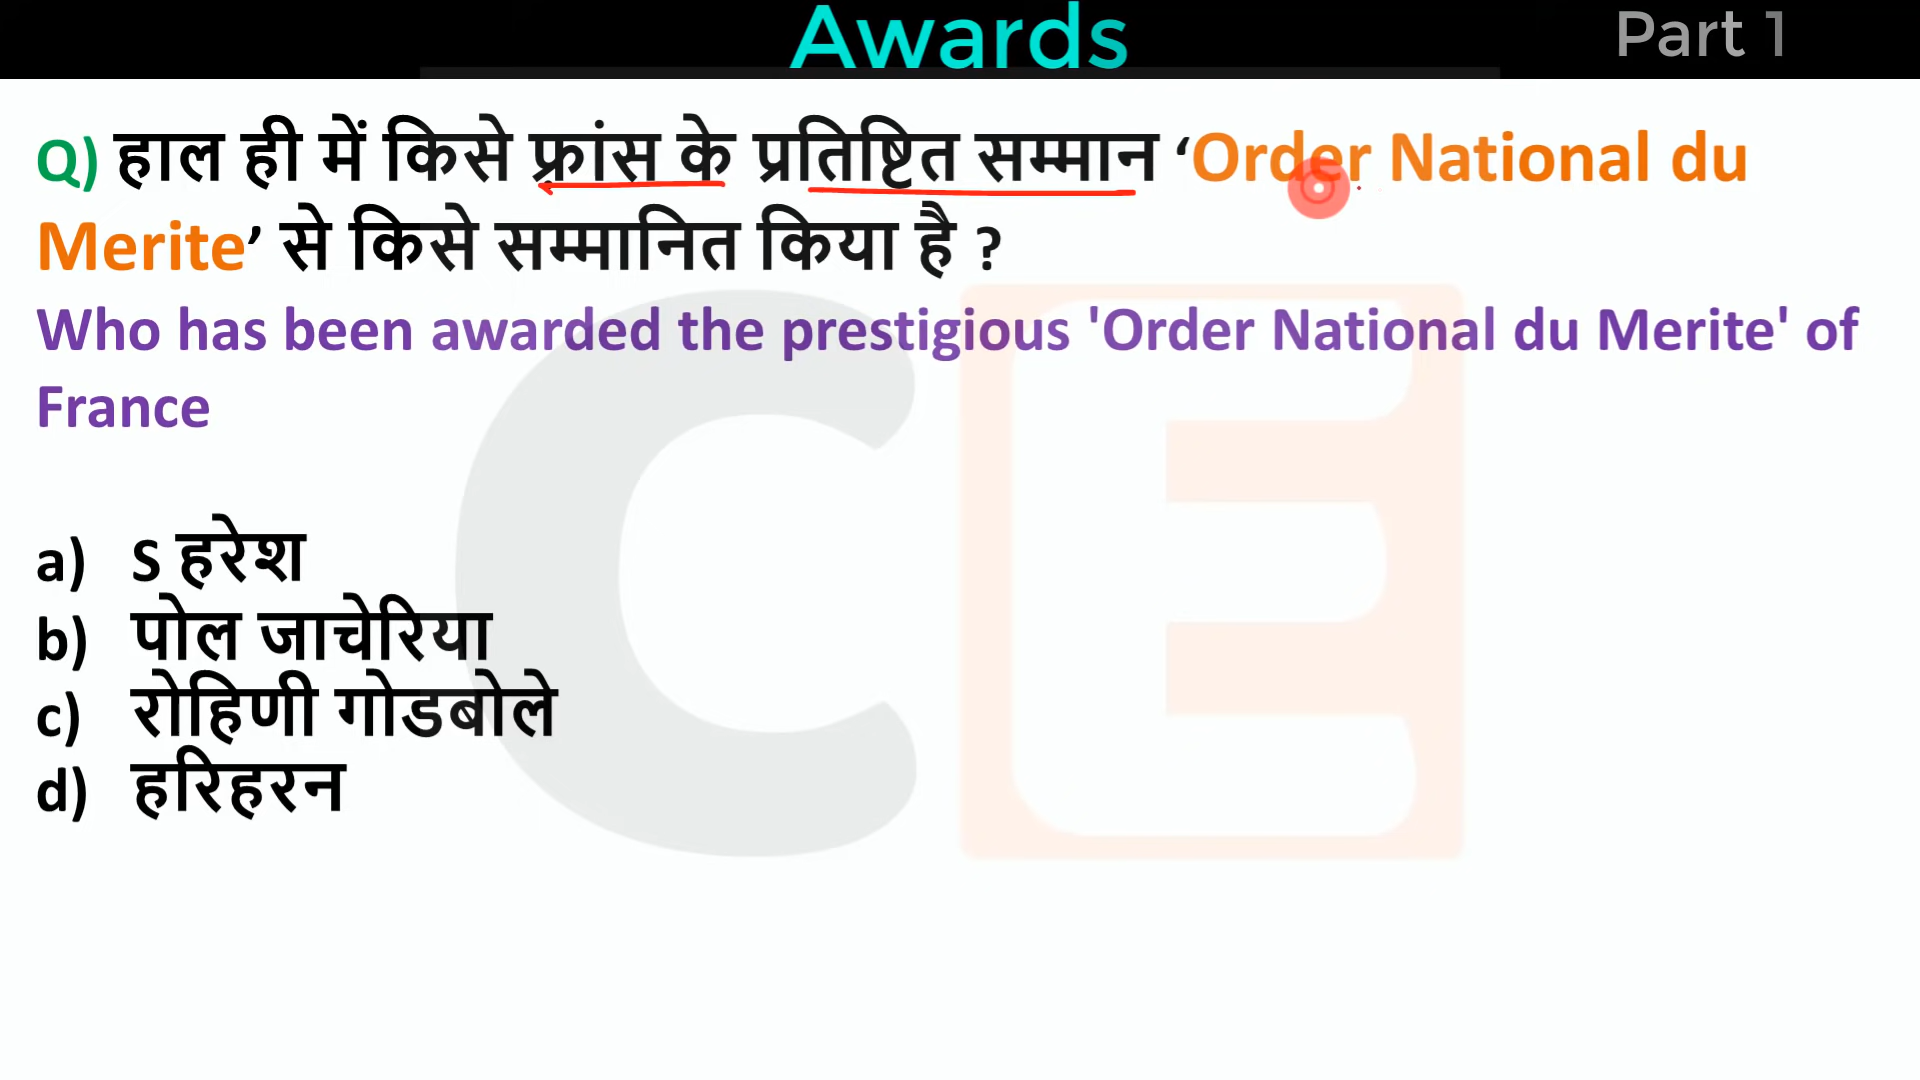 Awards
Part 1
Q) हाल ही में किसे फ्रांस के प्रतिष्टित सम्मान ‘Order National du
Merite’ से किसे सम्मानित किया है ?
Who has been awarded the prestigious 'Order National du Merite' of
France
a) S हरेश
b) पोल जाचेरिया
c) रोहिणी गोडबोले
d) हरिहरन
CE